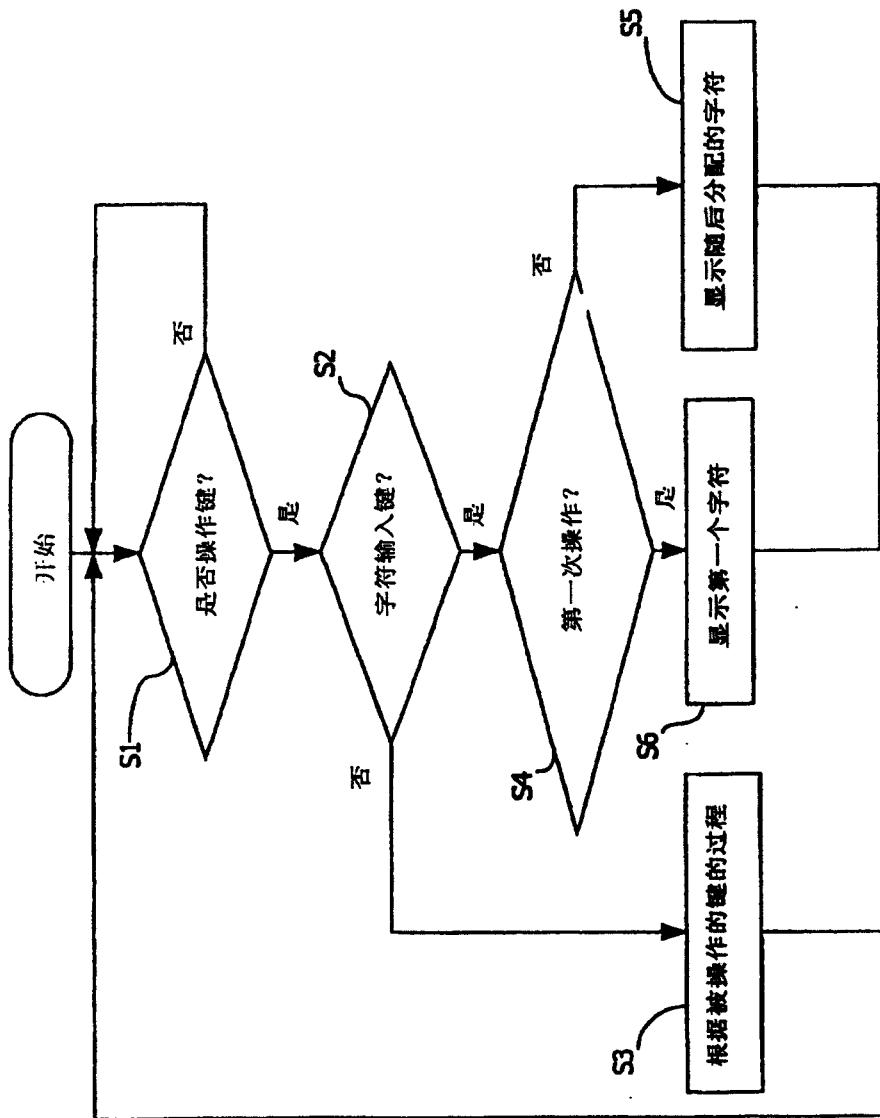 开始
S1
是否操作键?
否
是
S2
字符输入键?
否
是
S4
第一次操作?
否
是
S3
根据被操作的键的过程
S6
显示第一个字符
S5
显示随后分配的字符